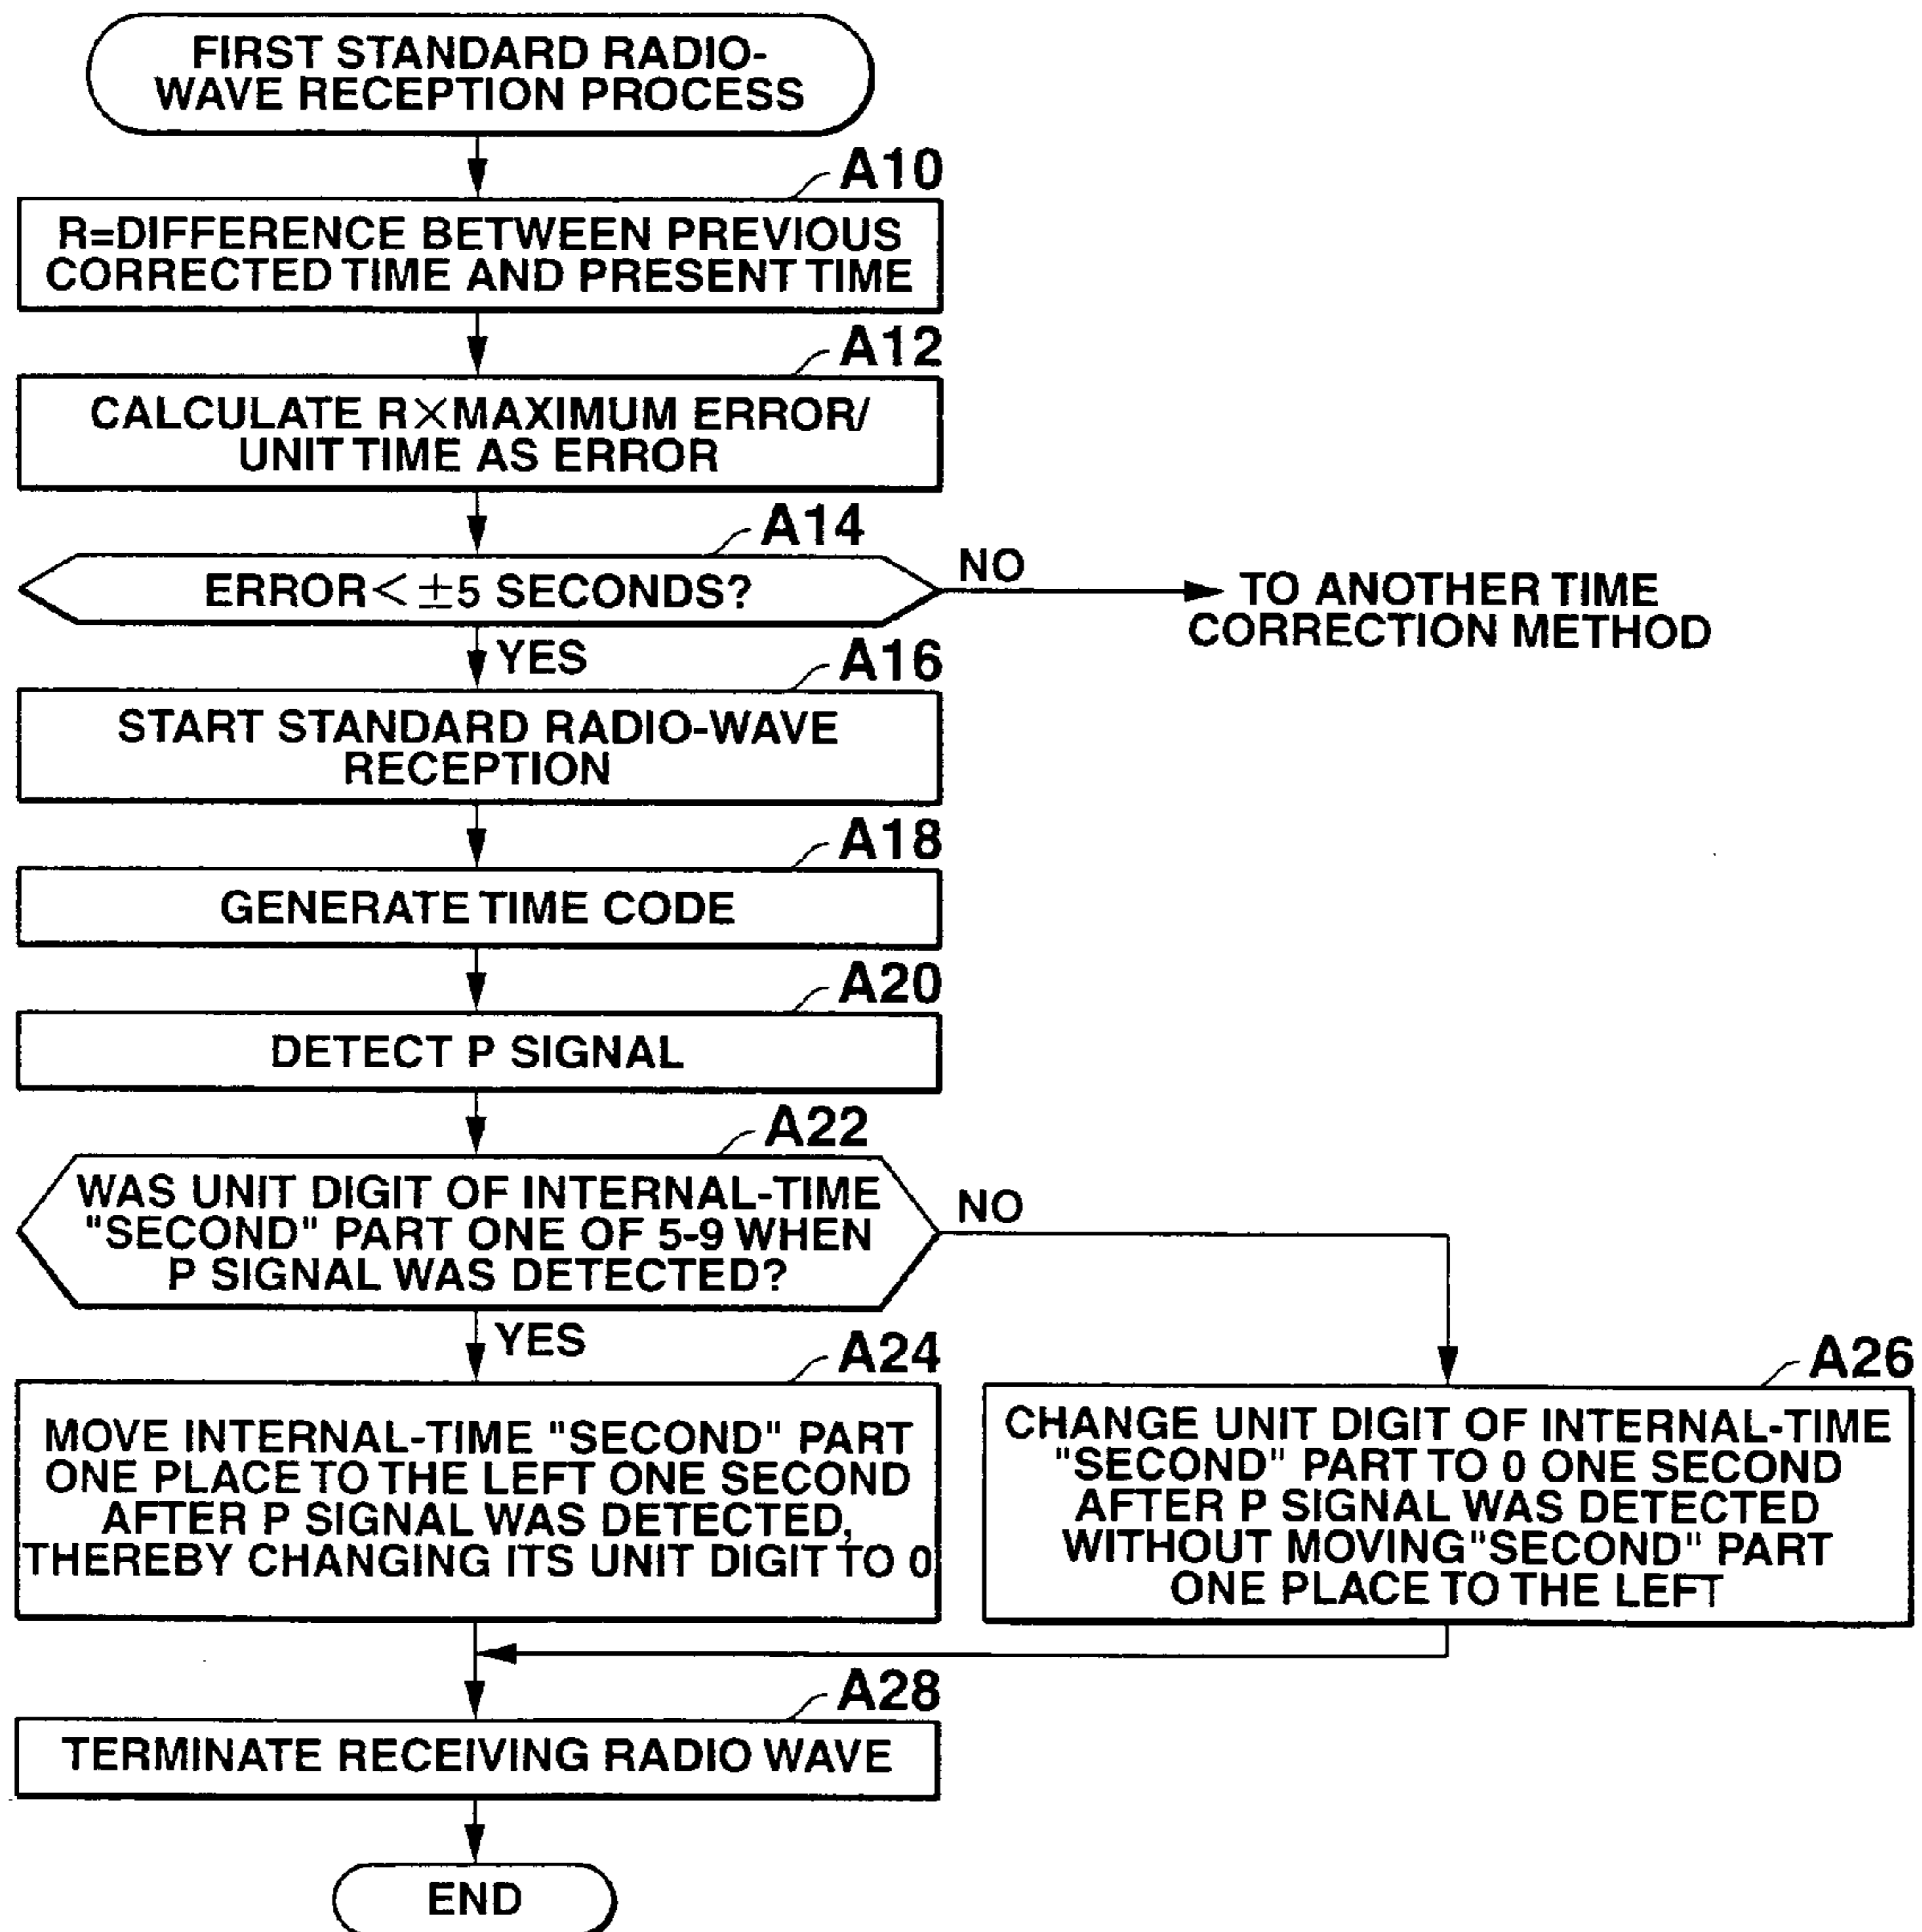 FIRST STANDARD RADIO-
WAVE RECEPTION PROCESS
A10
R=DIFFERENCE BETWEEN PREVIOUS
CORRECTED TIME AND PRESENT TIME
A12
CALCULATE R×MAXIMUM ERROR/
UNIT TIME AS ERROR
A14
ERROR<±5 SECONDS?
NO
TO ANOTHER TIME
CORRECTION METHOD
YES
A16
START STANDARD RADIO-WAVE
RECEPTION
A18
GENERATE TIME CODE
A20
DETECT P SIGNAL
A22
WAS UNIT DIGIT OF INTERNAL-TIME
"SECOND" PART ONE OF 5-9 WHEN
P SIGNAL WAS DETECTED?
NO
YES
A24
MOVE INTERNAL-TIME "SECOND" PART
ONE PLACE TO THE LEFT ONE SECOND
AFTER P SIGNAL WAS DETECTED,
THEREBY CHANGING ITS UNIT DIGIT TO 0
A26
CHANGE UNIT DIGIT OF INTERNAL-TIME
"SECOND" PART TO 0 ONE SECOND
AFTER P SIGNAL WAS DETECTED
WITHOUT MOVING "SECOND" PART
ONE PLACE TO THE LEFT
A28
TERMINATE RECEIVING RADIO WAVE
END